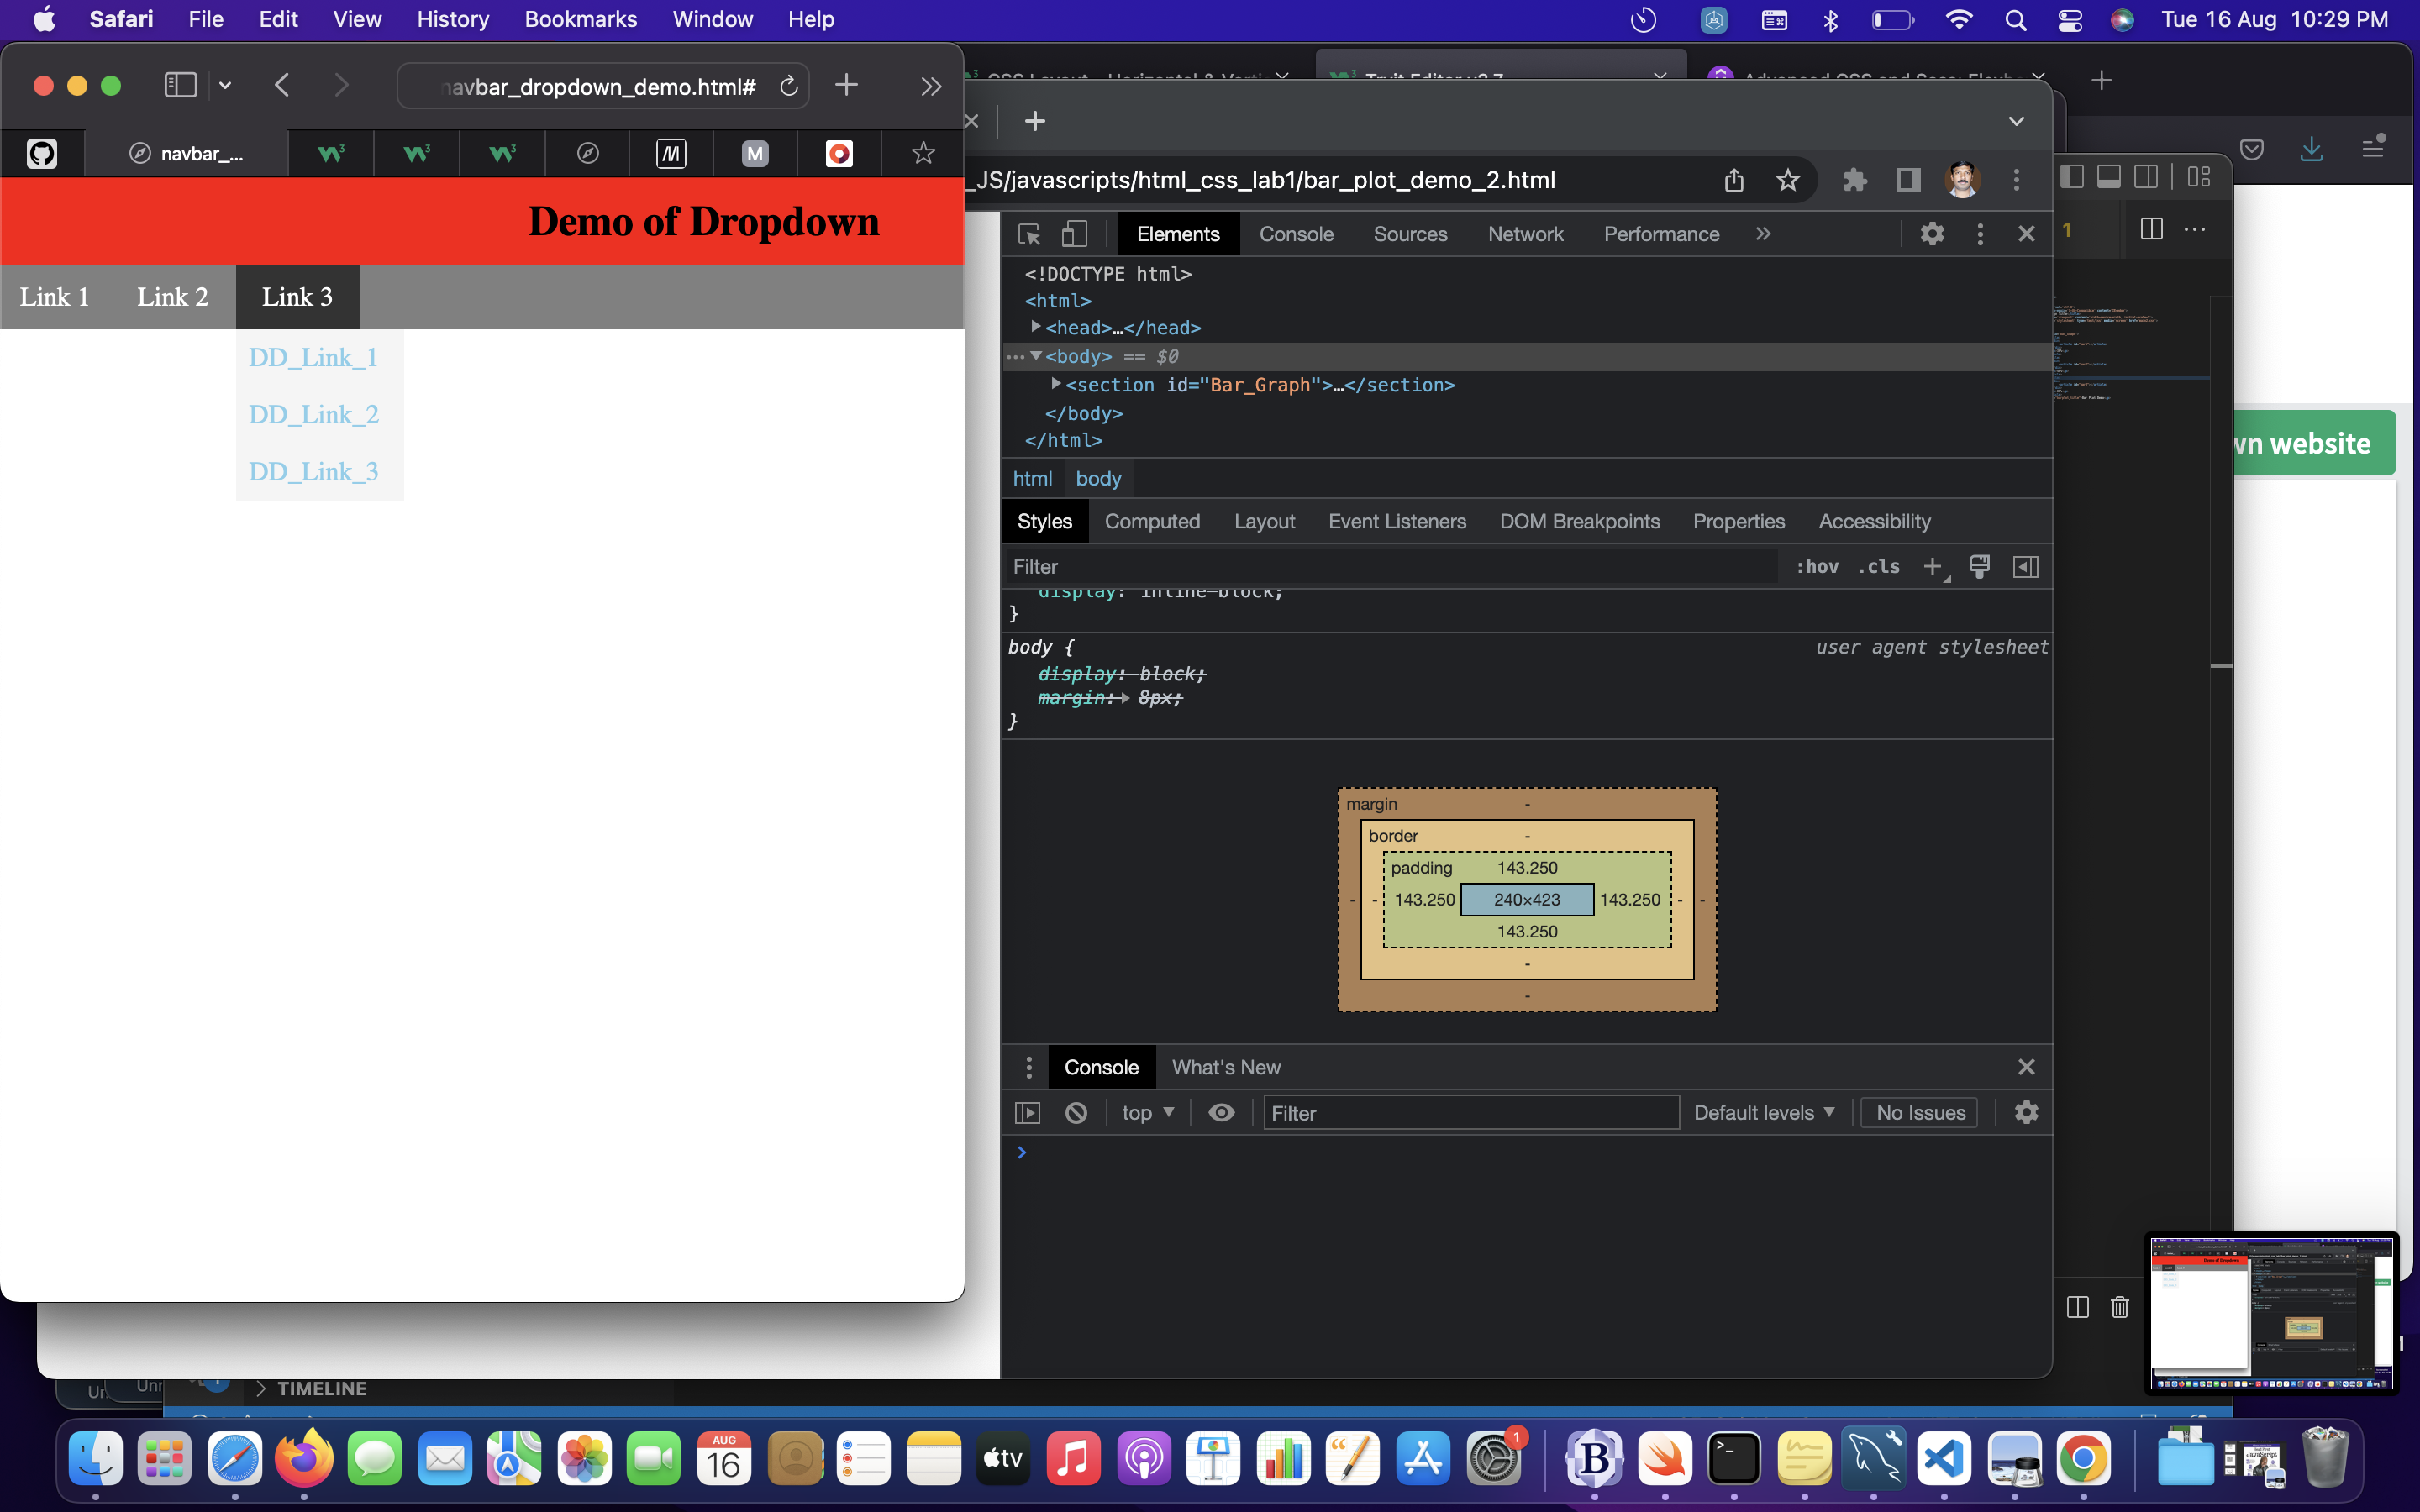 Safari File Edit View History Bookmarks Window Help
Tue 16 Aug 10:29 PM
navbar_dropdown_demo.html#
navbar_...
Demo of Dropdown
Link 1 Link 2 Link 3
DD_Link_1
DD_Link_2
DD_Link_3
_JS/javascripts/html_css_lab1/bar_plot_demo_2.html
Elements Console Sources Network Performance
<!DOCTYPE html>
<html>
<head>…</head>
<body> == $0
<section id="Bar_Graph">…</section>
</body>
</html>
html body
Styles Computed Layout Event Listeners DOM Breakpoints Properties Accessibility
Filter :hov .cls
display: inline-block;
}
body { user agent stylesheet
display: block;
margin: 8px;
}
margin -
border -
padding 143.250
- - 143.250 240×423 143.250 - -
143.250
-
-
Console What's New
top Filter Default levels No Issues
1
website
TIMELINE
AUG
16
tv
1